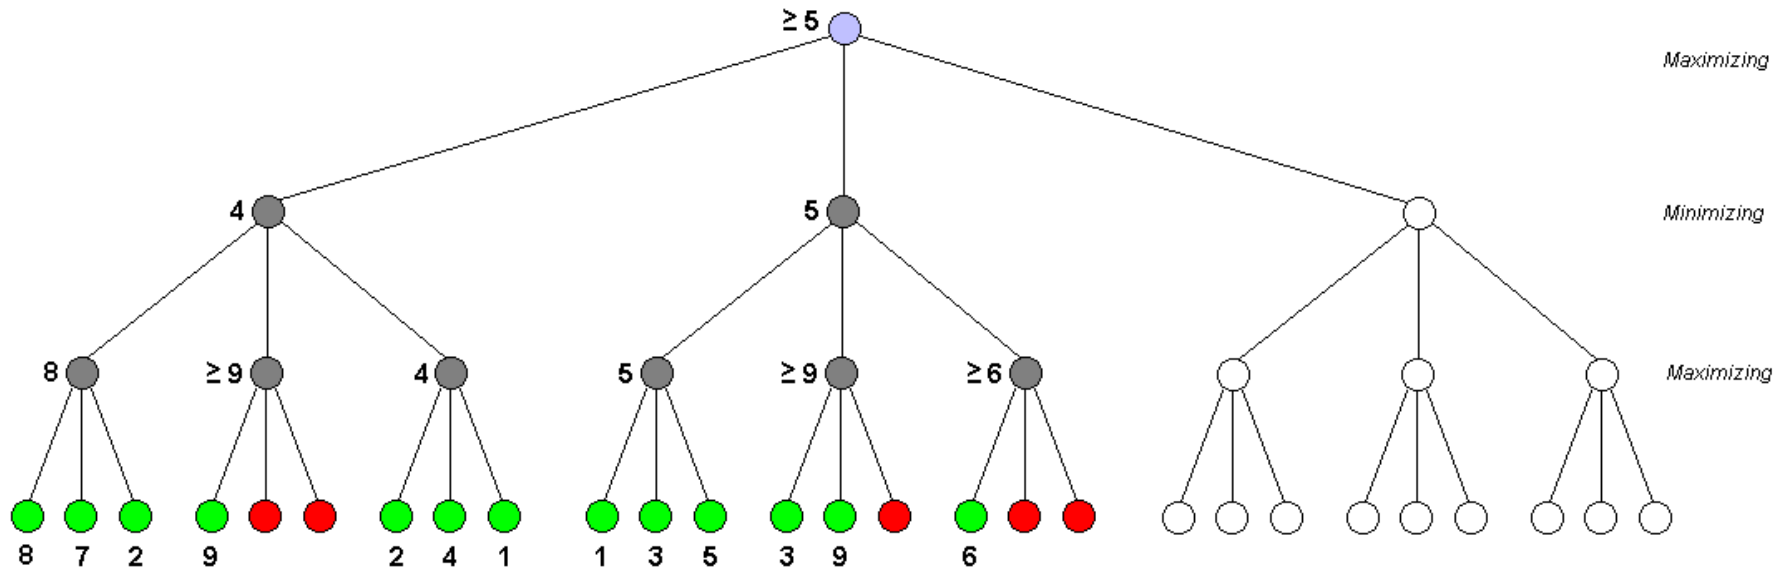 ≥ 5
Maximizing
4
5
Minimizing
8
≥ 9
4
5
≥ 9
≥ 6
Maximizing
8 7 2 9 2 4 1 1 3 5 3 9 6